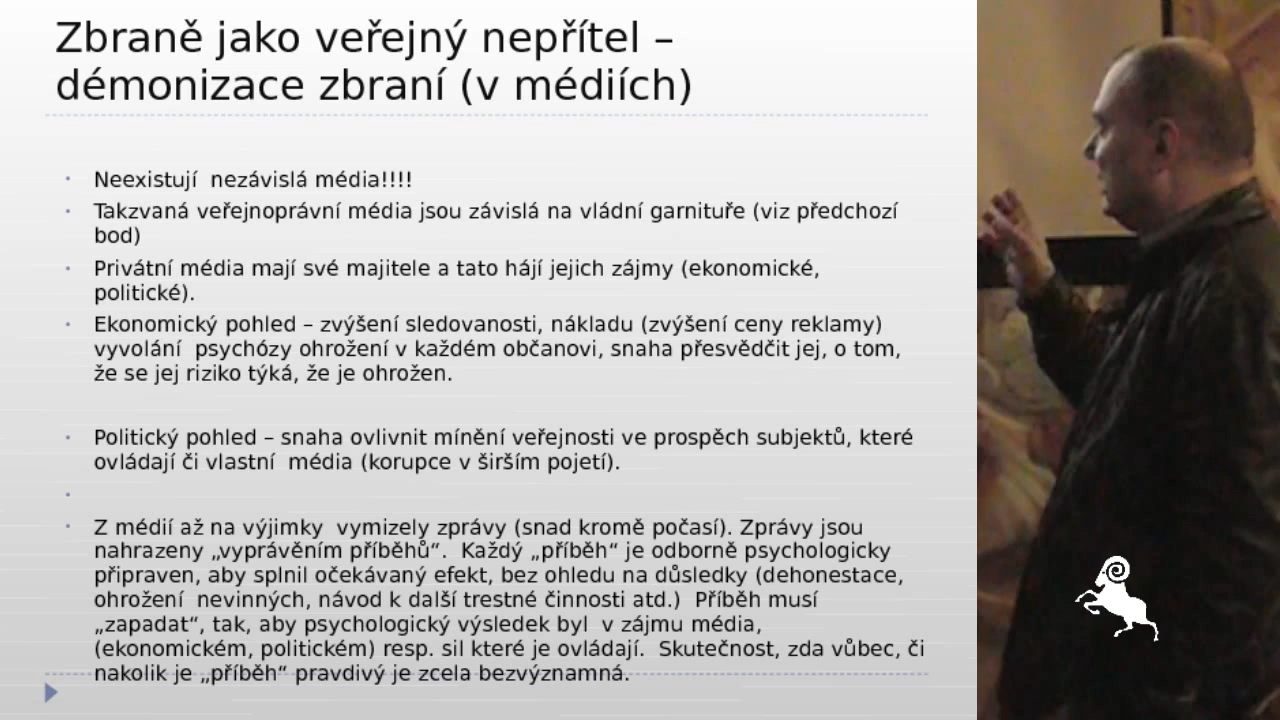 Zbraně jako veřejný nepřítel –
démonizace zbraní (v médiích)
Neexistují  nezávislá média!!!!
Takzvaná veřejnoprávní média jsou závislá na vládní garnituře (viz předchozí
bod)
Privátní média mají své majitele a tato hájí jejich zájmy (ekonomické,
politické).
Ekonomický pohled – zvýšení sledovanosti, nákladu (zvýšení ceny reklamy)
vyvolání  psychózy ohrožení v každém občanovi, snaha přesvědčit jej, o tom,
že se jej riziko týká, že je ohrožen.
Politický pohled – snaha ovlivnit mínění veřejnosti ve prospěch subjektů, které
ovládají či vlastní  média (korupce v širším pojetí).
Z médií až na výjimky  vymizely zprávy (snad kromě počasí). Zprávy jsou
nahrazeny „vyprávěním příběhů“.  Každý „příběh“ je odborně psychologicky
připraven, aby splnil očekávaný efekt, bez ohledu na důsledky (dehonestace,
ohrožení  nevinných, návod k další trestné činnosti atd.)  Příběh musí
„zapadat“, tak, aby psychologický výsledek byl  v zájmu média,
(ekonomickém, politickém) resp. sil které je ovládají.  Skutečnost, zda vůbec, či
nakolik je „příběh“ pravdivý je zcela bezvýznamná.